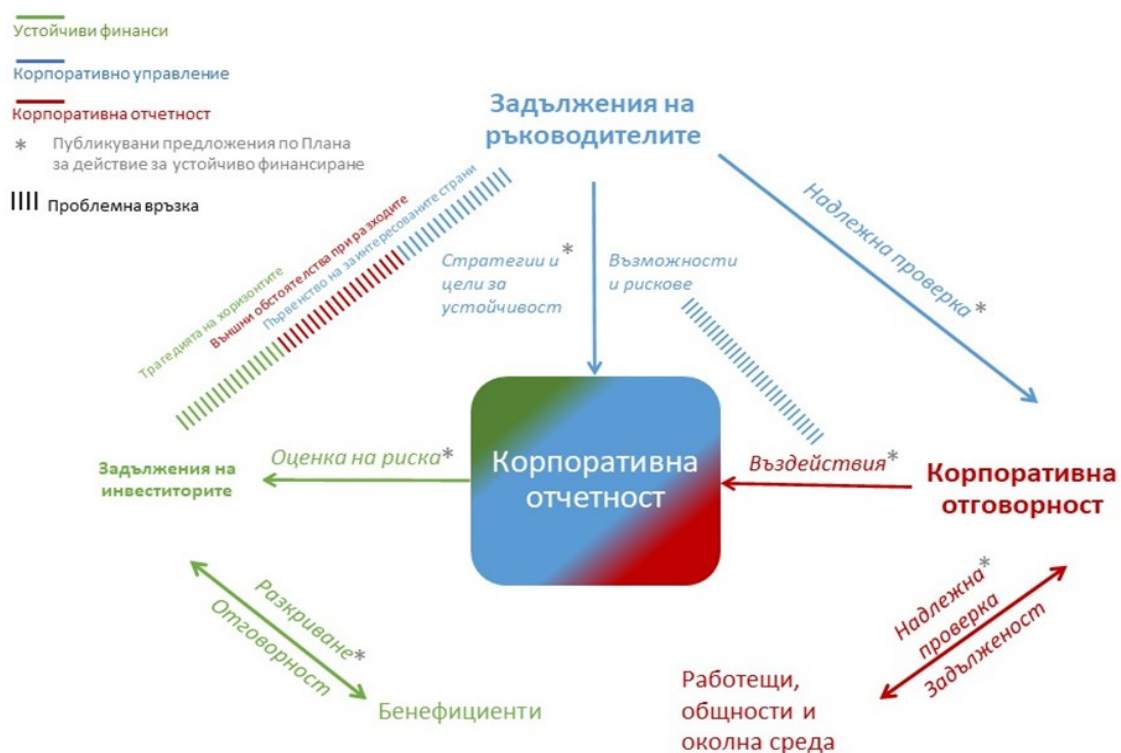 Устойчиви финанси
Корпоративно управление
Корпоративна отчетност
* Публикувани предложения по Плана
за действие за устойчиво финансиране
Проблемна връзка
Задължения на
ръководителите
Трагедията на хоризонтите
Външни обстоятелства при разходите
Първенство на заинтересованите страни
Стратегии и *
цели за
устойчивост
Възможности
и рискове
Надлежна проверка *
Задължения на
инвеститорите
Оценка на риска *
Корпоративна
отчетност
Въздействия *
Корпоративна
отговорност
Разкриване *
Отговорност
Бенефициенти
Надлежна *
проверка
Задълженост
Работещи,
общности и
околна среда